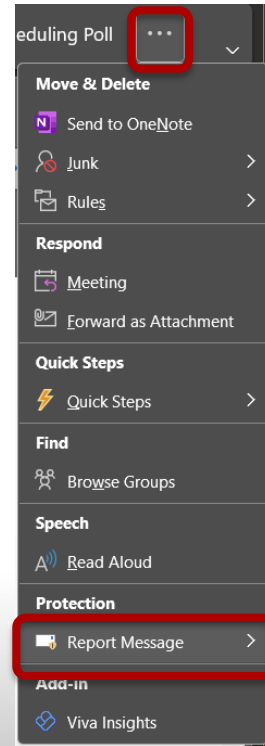 eduling Poll ...
Move & Delete
Send to OneNote
Junk
Rules
Respond
Meeting
Forward as Attachment
Quick Steps
Quick Steps
Find
Browse Groups
Speech
Read Aloud
Protection
Report Message
Add-in
Viva Insights